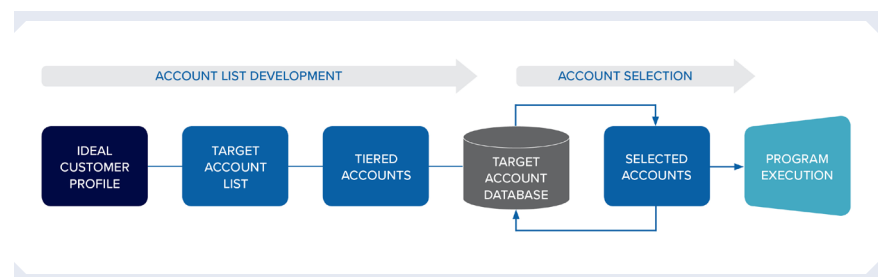 ACCOUNT LIST DEVELOPMENT
ACCOUNT SELECTION
IDEAL
CUSTOMER
PROFILE
TARGET
ACCOUNT
LIST
TIERED
ACCOUNTS
TARGET
ACCOUNT
DATABASE
SELECTED
ACCOUNTS
PROGRAM
EXECUTION